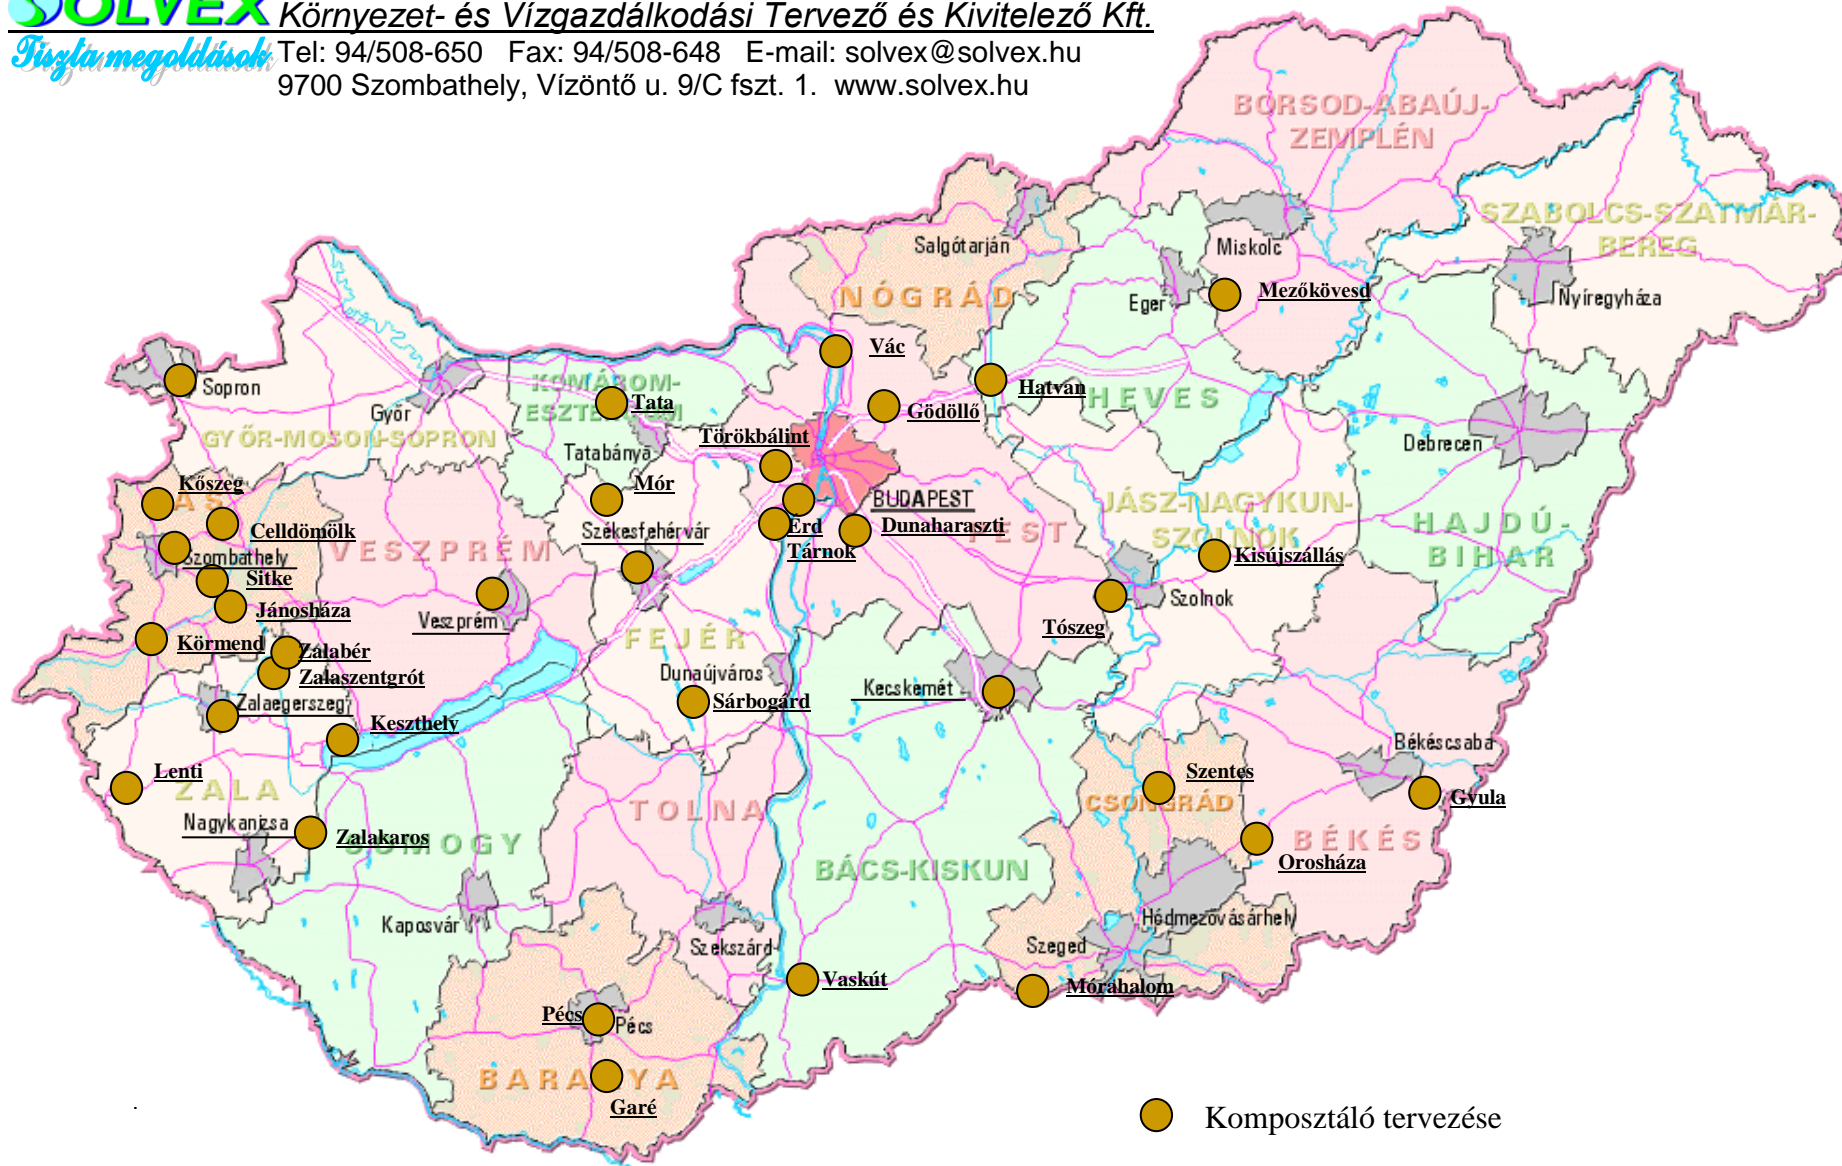 SOLVEX Környezet- és Vízgazdálkodási Tervező és Kivitelező Kft.
Tiszta megoldások Tel: 94/508-650 Fax: 94/508-648 E-mail: solvex@solvex.hu
9700 Szombathely, Vízöntő u. 9/C fszt. 1. www.solvex.hu
BORSOD-ABAÚJ-
ZEMPLÉN
SZABOLCS-SZATMÁR-
BEREG
Salgótarján
Miskolc
NÓGRÁD
Eger
Mezőkövesd
Nyíregyháza
Vác
Sopron
Győr
KOMÁROM-
ESZTERGOM
Tata
Gödöllő
Hatvan
HEVES
GYŐR-MOSON-SOPRON
Tatabánya
Törökbálint
Debrecen
Kőszeg
VAS
Mór
BUDAPEST
JÁSZ-NAGYKUN-
SZOLNOK
HAJDÚ-
BIHAR
Celldömölk
VESZPRÉM
Székesfehérvár
Érd
Dunaharaszti
PEST
Tárnok
Kisújszállás
Szombathely
Sitke
Jánosháza
Veszprém
Szolnok
Tószeg
Körmend
Zalabér
Zalaszentgrót
FEJÉR
Dunaújváros
Sárbogárd
Kecskemét
Zalaegerszeg
Keszthely
Békéscsaba
Lenti
ZALA
Szentes
CSONGRÁD
Gyula
Nagykanizsa
Zalakaros
SOMOGY
TOLNA
BÁCS-KISKUN
BÉKÉS
Orosháza
Kaposvár
Szekszárd
Hódmezővásárhely
Szeged
Vaskút
Mórahalom
Pécs
Pécs
BARANYA
Garé
Komposztáló tervezése